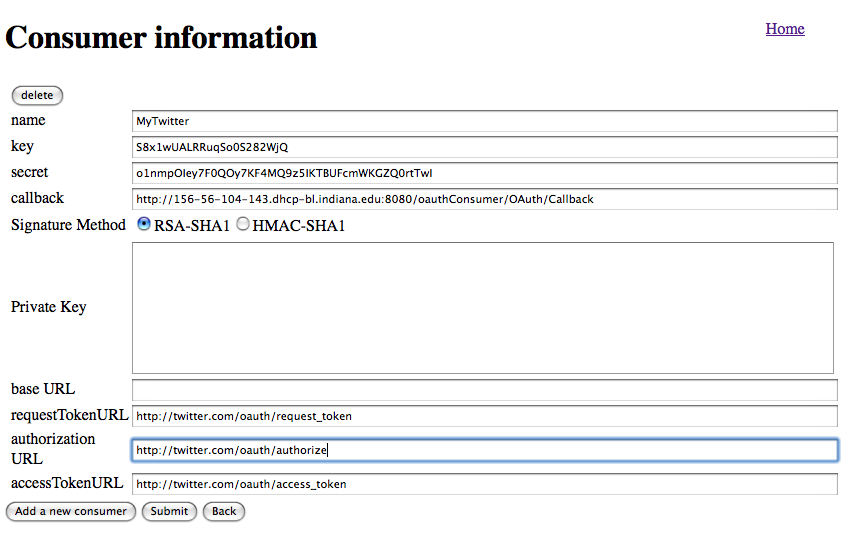 Consumer information
Home
delete
name MyTwitter
key S8x1wUALRRuqSo0S282WjQ
secret o1nmpOIey7F0QOy7KF4MQ9z5IKTBUFcmWKGZQ0rtTwI
callback http://156-56-104-143.dhcp-bl.indiana.edu:8080/oauthConsumer/OAuth/Callback
Signature Method RSA-SHA1 HMAC-SHA1
Private Key
base URL
requestTokenURL http://twitter.com/oauth/request_token
authorization
URL http://twitter.com/oauth/authorize
accessTokenURL http://twitter.com/oauth/access_token
Add a new consumer Submit Back